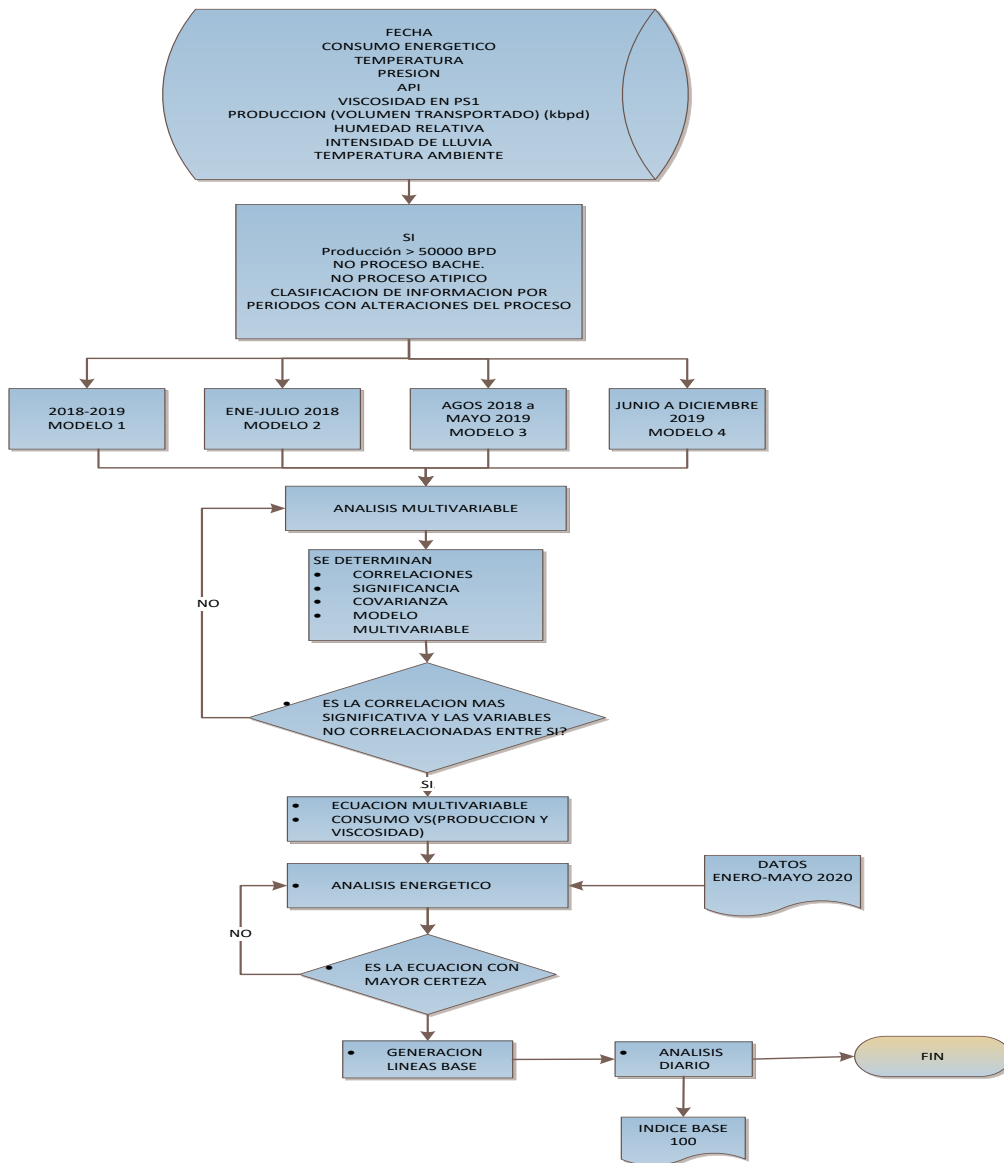 FECHA
CONSUMO ENERGETICO
TEMPERATURA
PRESION
API
VISCOSIDAD EN PS1
PRODUCCION (VOLUMEN TRANSPORTADO) (kbpd)
HUMEDAD RELATIVA
INTENSIDAD DE LLUVIA
TEMPERATURA AMBIENTE
SI
Producción > 50000 BPD
NO PROCESO BACHE.
NO PROCESO ATIPICO
CLASIFICACION DE INFORMACION POR
PERIODOS CON ALTERACIONES DEL PROCESO
2018-2019
MODELO 1
ENE-JULIO 2018
MODELO 2
AGOS 2018 a
MAYO 2019
MODELO 3
JUNIO A DICIEMBRE
2019
MODELO 4
ANALISIS MULTIVARIABLE
SE DETERMINAN
• CORRELACIONES
• SIGNIFICANCIA
• COVARIANZA
• MODELO
MULTIVARIABLE
NO
• ES LA CORRELACION MAS
SIGNIFICATIVA Y LAS VARIABLES
NO CORRELACIONADAS ENTRE SI?
SI
• ECUACION MULTIVARIABLE
• CONSUMO VS(PRODUCCION Y
VISCOSIDAD)
• ANALISIS ENERGETICO
DATOS
ENERO-MAYO 2020
NO
• ES LA ECUACION CON
MAYOR CERTEZA
• GENERACION
LINEAS BASE
• ANALISIS
DIARIO
FIN
INDICE BASE
100